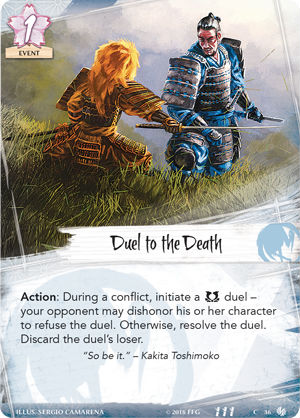 1
EVENT
Duel to the Death
Action: During a conflict, initiate a duel –
your opponent may dishonor his or her character
to refuse the duel. Otherwise, resolve the duel.
Discard the duel's loser.
"So be it." – Kakita Toshimoko
ILLUS. SERGIO CAMARENA © 2018 FFG 111 C 36